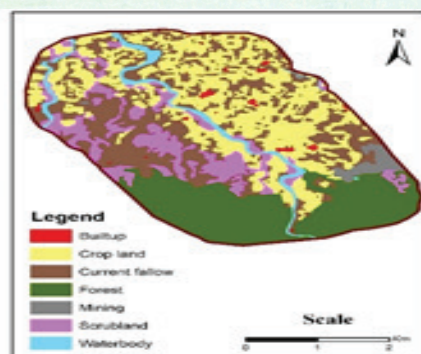 N
Legend
Builtup
Crop land
Current fallow
Forest
Mining
Scrubland
Waterbody
Scale
0 1 2